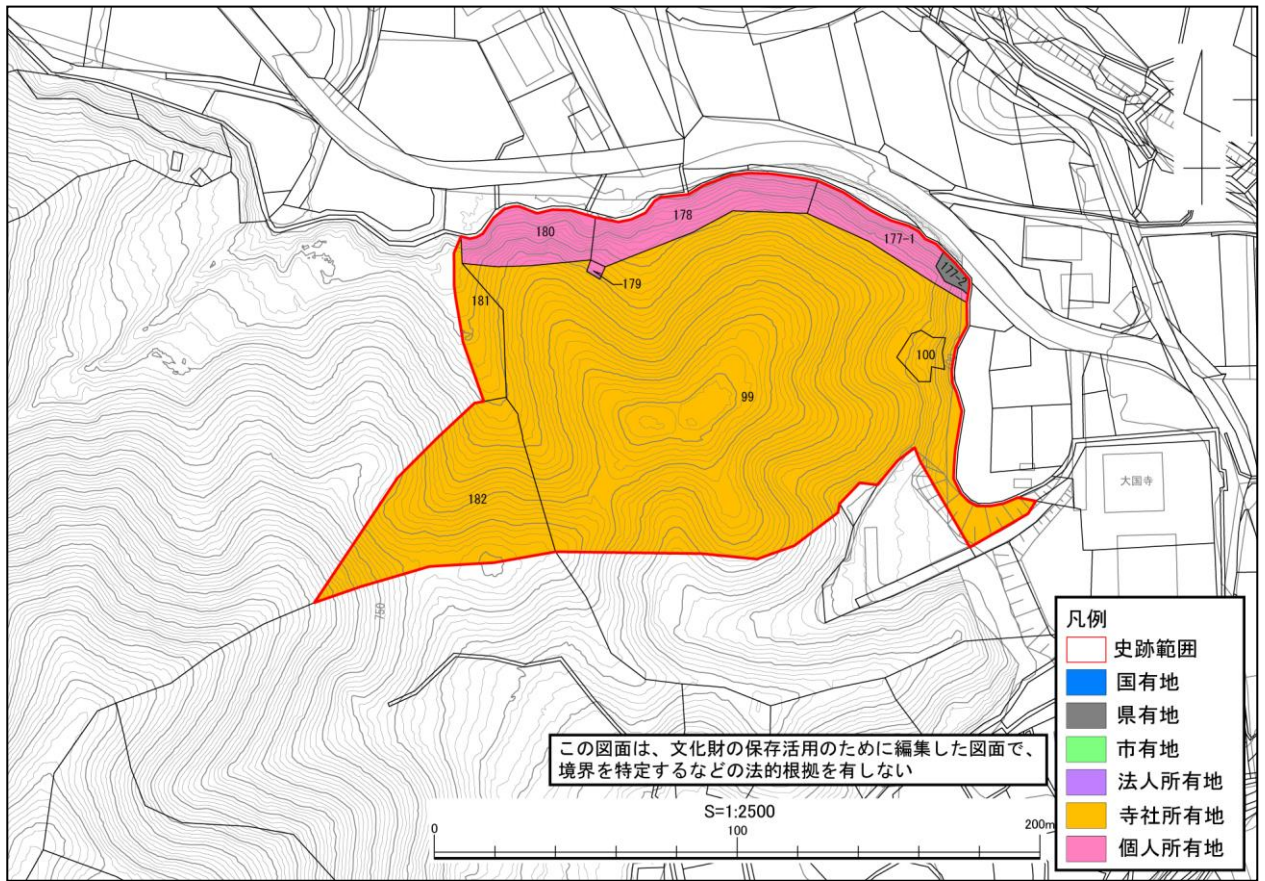 180
178
177-1
177-2
179
181
100
99
182
大国寺
750
凡例
史跡範囲
国有地
県有地
市有地
法人所有地
寺社所有地
個人所有地
この図面は、文化財の保存活用のために編集した図面で、
境界を特定するなどの法的根拠を有しない
S=1:2500
0
100
200m